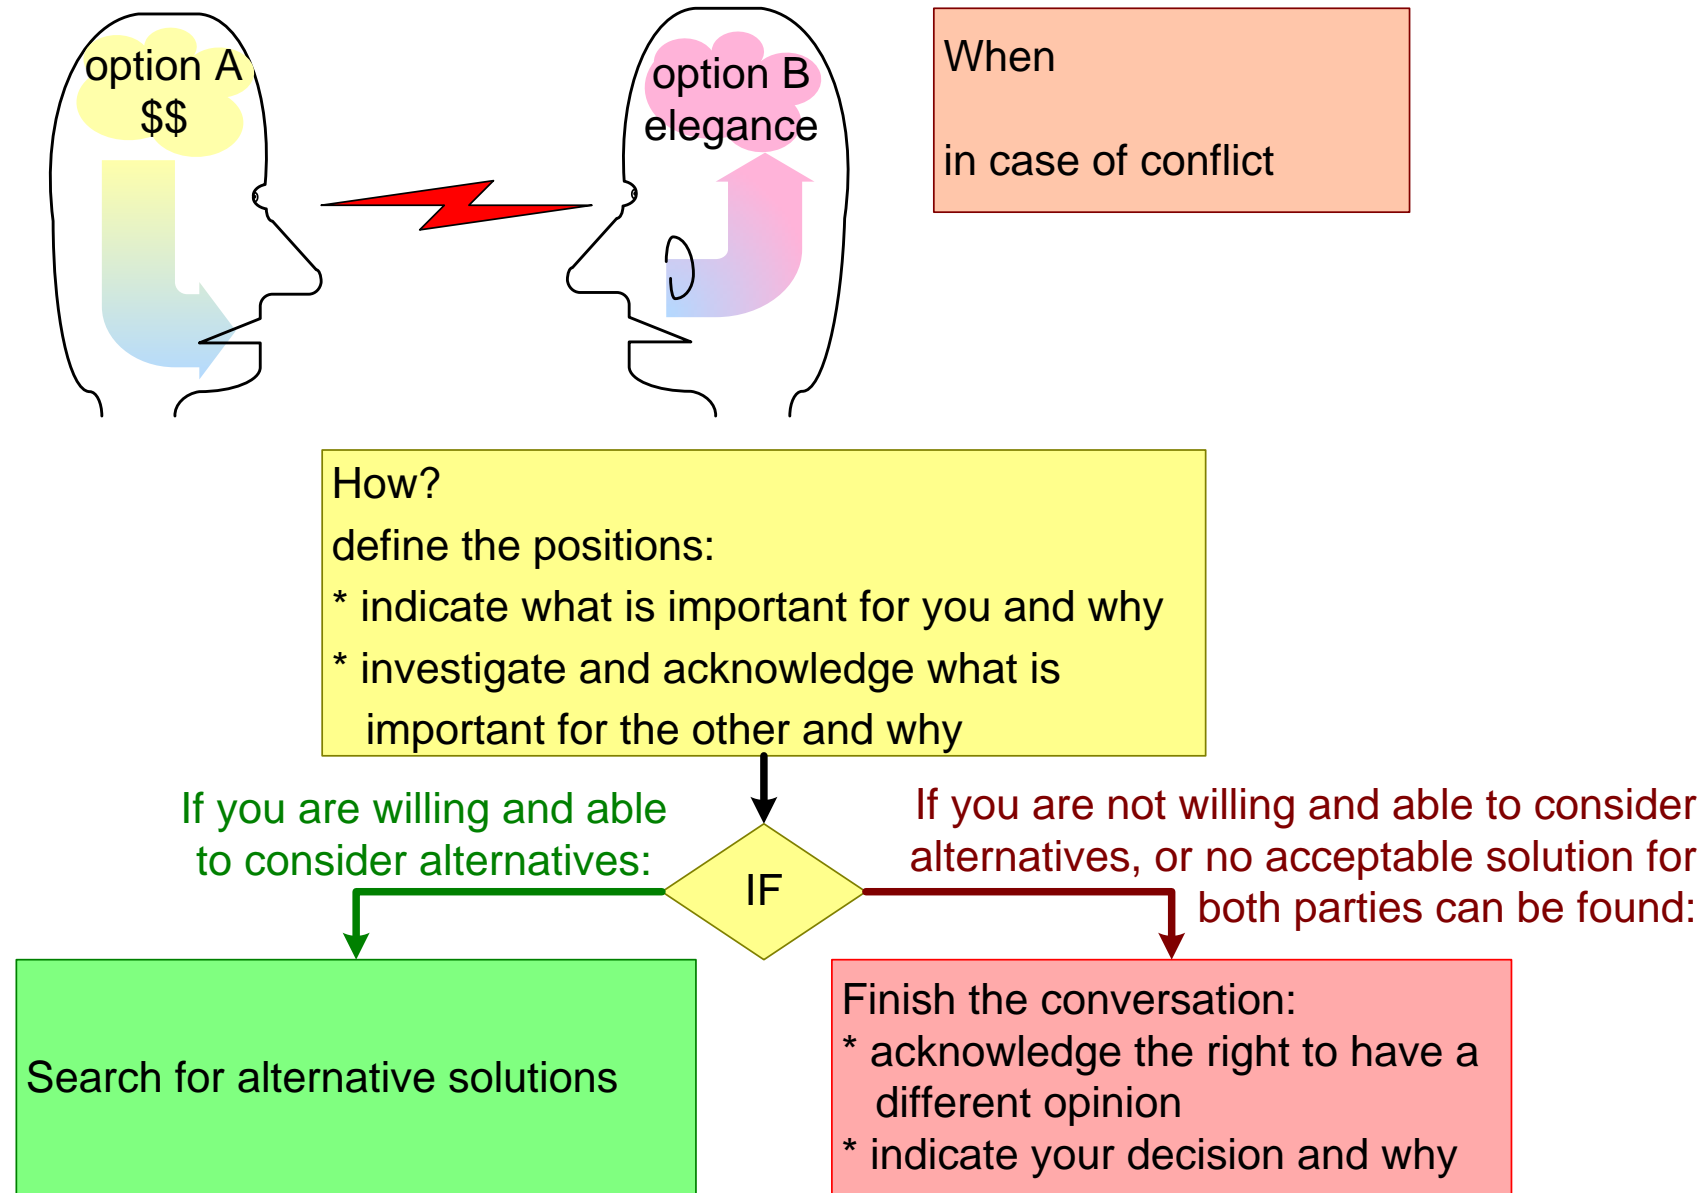 option A
$$
option B
elegance
When
in case of conflict
How?
define the positions:
* indicate what is important for you and why
* investigate and acknowledge what is
important for the other and why
If you are willing and able
to consider alternatives:
IF
If you are not willing and able to consider
alternatives, or no acceptable solution for
both parties can be found:
Search for alternative solutions
Finish the conversation:
* acknowledge the right to have a
different opinion
* indicate your decision and why